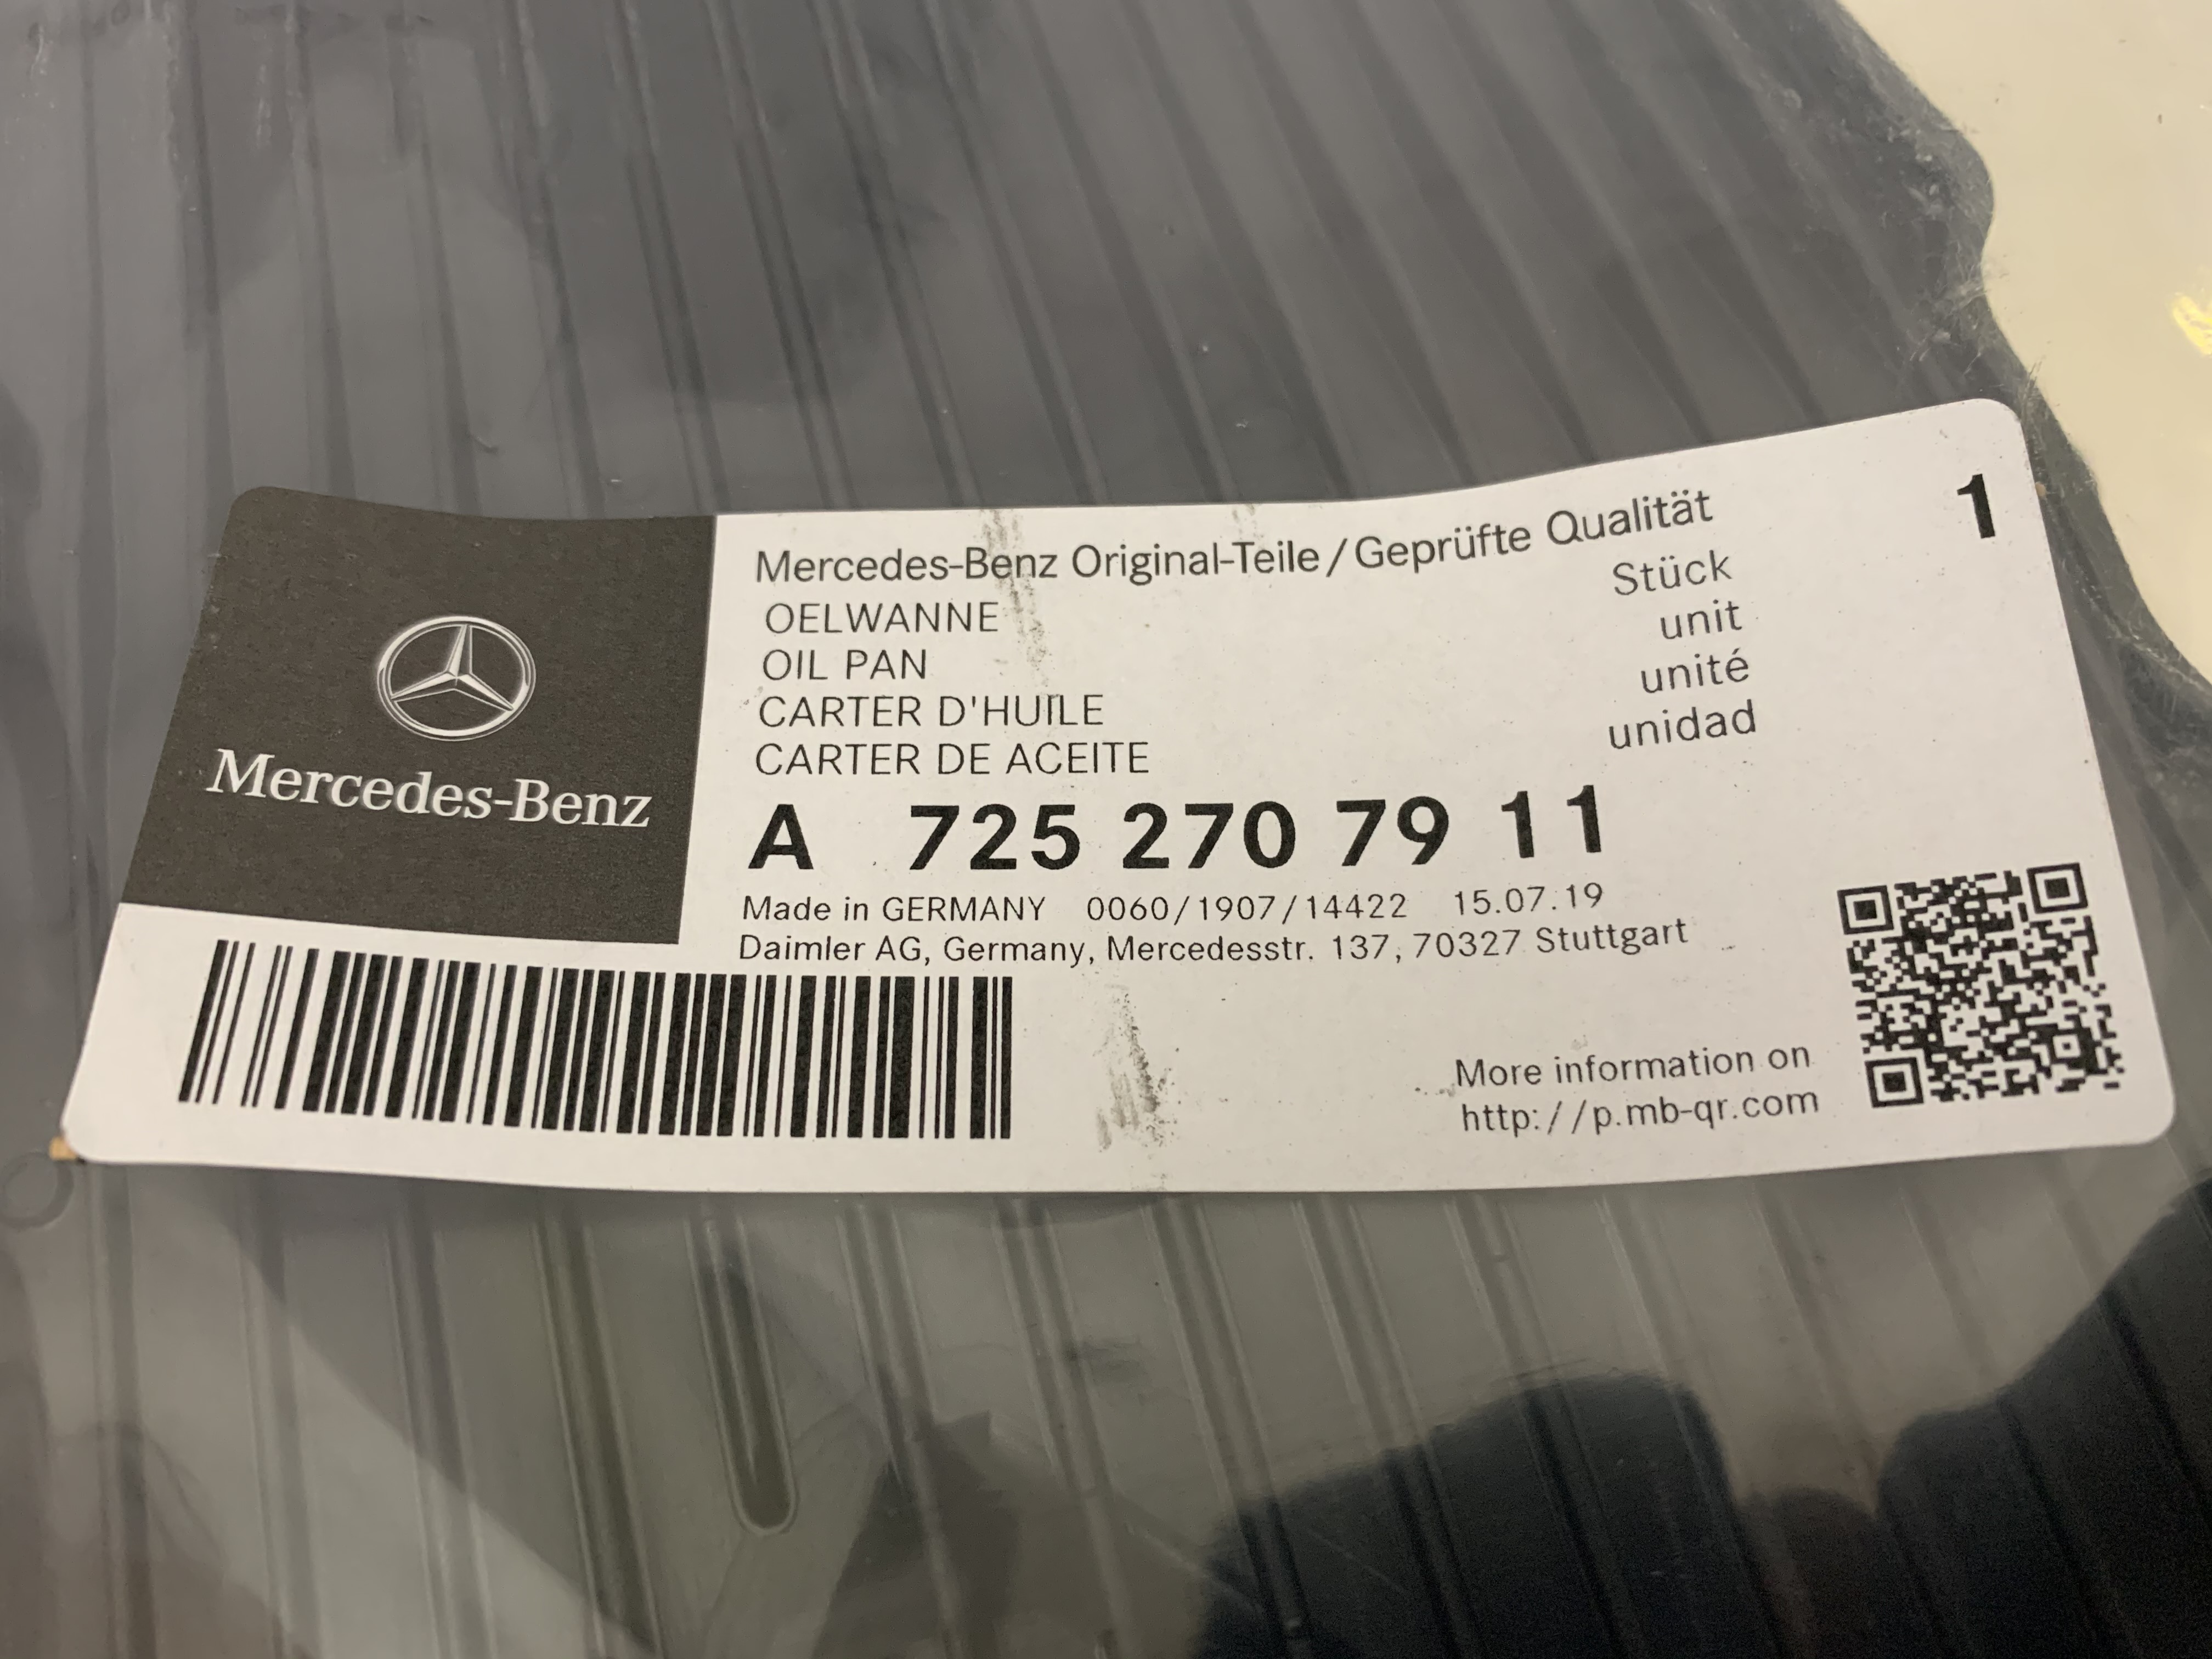 Mercedes-Benz
Mercedes-Benz Original-Teile/Geprüfte Qualität
1
OELWANNE
Stück
OIL PAN
unit
CARTER D'HUILE
unité
CARTER DE ACEITE
unidad
A 725 270 79 11
Made in GERMANY 0060/1907/14422 15.07.19
Daimler AG, Germany, Mercedesstr. 137, 70327 Stuttgart
More information on
http://p.mb-qr.com